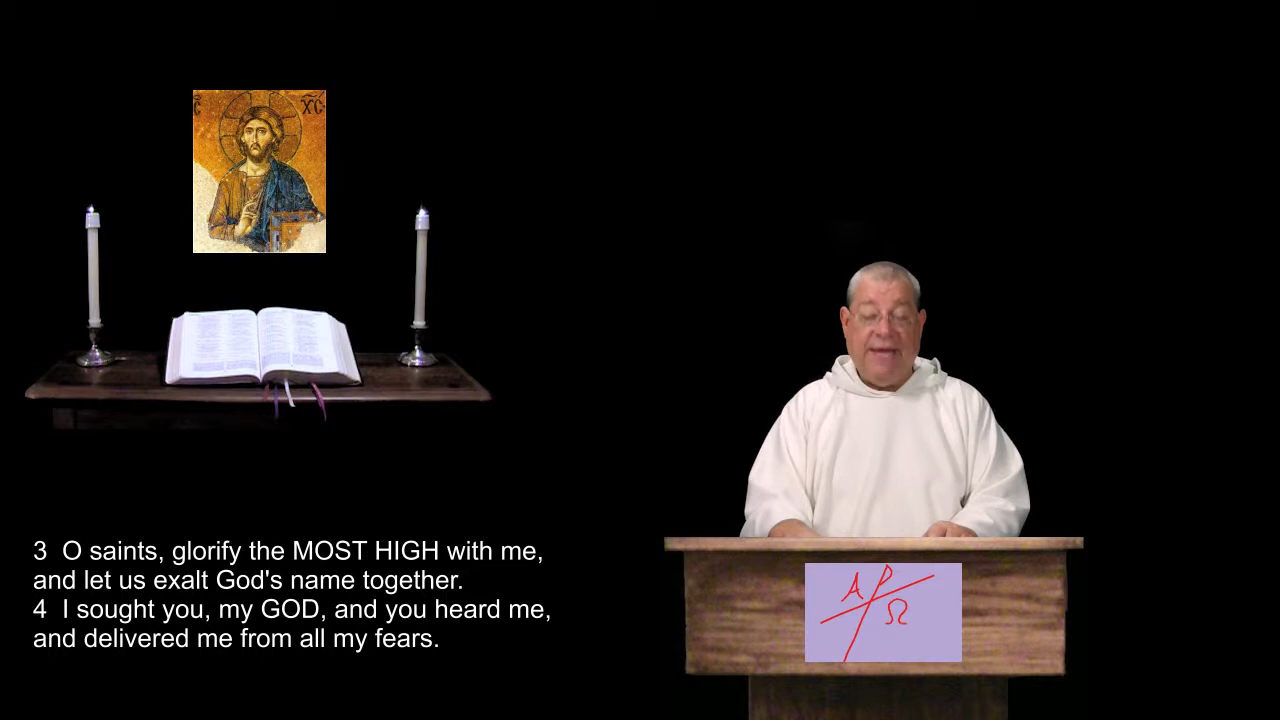 C XC
3 O saints, glorify the MOST HIGH with me,
and let us exalt God's name together.
4 I sought you, my GOD, and you heard me,
and delivered me from all my fears.
Α Ρ
Ω